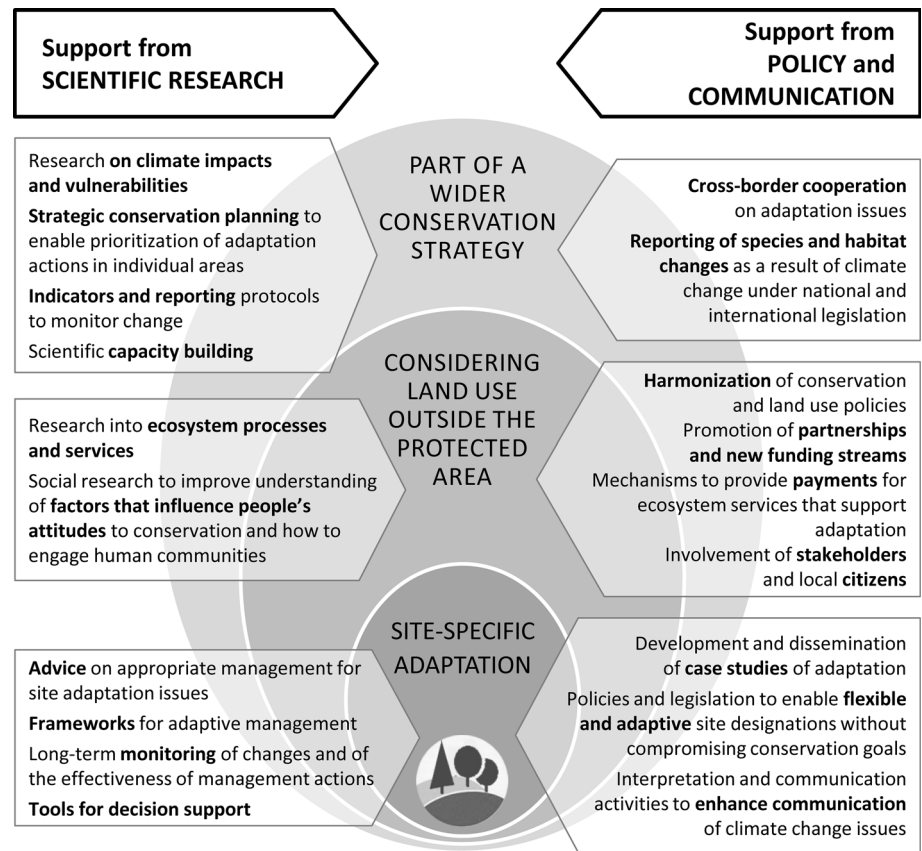 Support from
SCIENTIFIC RESEARCH
Support from
POLICY and
COMMUNICATION
PART OF A
WIDER
CONSERVATION
STRATEGY
Research on climate impacts
and vulnerabilities
Strategic conservation planning to
enable prioritization of adaptation
actions in individual areas
Indicators and reporting protocols
to monitor change
Scientific capacity building
Cross-border cooperation
on adaptation issues
Reporting of species and habitat
changes as a result of climate
change under national and
international legislation
CONSIDERING
LAND USE
OUTSIDE THE
PROTECTED
AREA
Research into ecosystem processes
and services
Social research to improve understanding
of factors that influence people's
attitudes to conservation and how to
engage human communities
Harmonization of conservation
and land use policies
Promotion of partnerships
and new funding streams
Mechanisms to provide payments for
ecosystem services that support
adaptation
Involvement of stakeholders
and local citizens
SITE-SPECIFIC
ADAPTATION
Advice on appropriate management for
site adaptation issues
Frameworks for adaptive management
Long-term monitoring of changes and of
the effectiveness of management actions
Tools for decision support
Development and dissemination
of case studies of adaptation
Policies and legislation to enable flexible
and adaptive site designations without
compromising conservation goals
Interpretation and communication
activities to enhance communication
of climate change issues